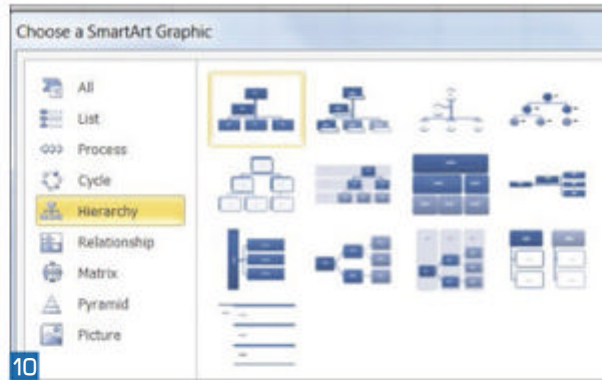 Choose a SmartArt Graphic
All
List
Process
Cycle
Hierarchy
Relationship
Matrix
Pyramid
Picture
10